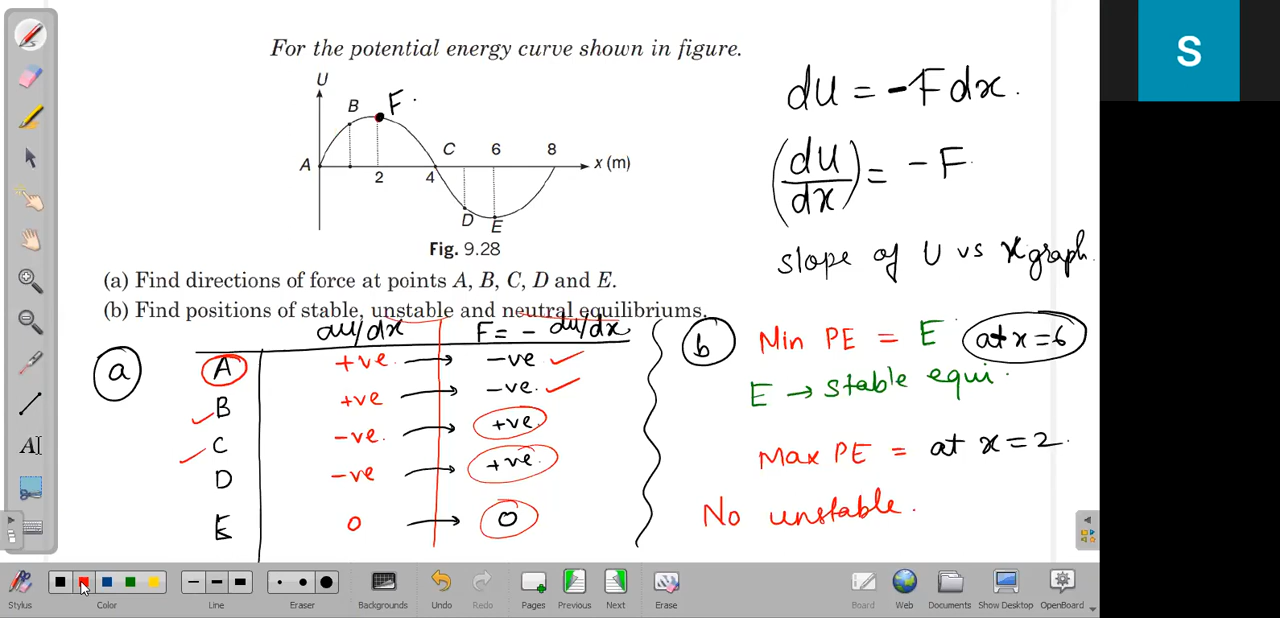 For the potential energy curve shown in figure.
U
B
F
A
C
6
8
x (m)
2
4
D
E
Fig. 9.28
(a) Find directions of force at points A, B, C, D and E.
(b) Find positions of stable, unstable and neutral equilibriums.
du = -Fdx.
(du/dx) = -F
slope of U vs x graph.
a
du/dx F = - du/dx
A +ve. → -ve ✓
B +ve → -ve. ✓
C -ve. → +ve.
D -ve → +ve.
E 0 → 0
b
Min PE = E at x=6
E → stable equi.
Max PE = at x=2.
No unstable.
S
Stylus
Color
Line
Eraser
Backgrounds
Undo
Redo
Pages
Previous
Next
Erase
Board
Web
Documents
Show Desktop
OpenBoard